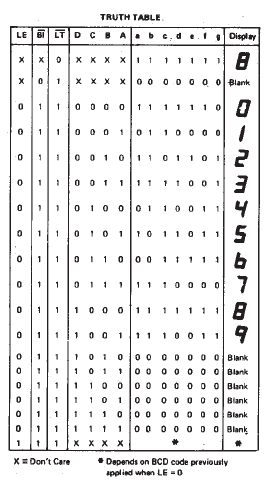 TRUTH TABLE
LE BI LT D C B A a b c d e f g Display
X X 0 X X X X 1 1 1 1 1 1 1 8
X 0 1 X X X X 0 0 0 0 0 0 0 Blank
0 1 1 0 0 0 0 1 1 1 1 1 1 0 0
0 1 1 0 0 0 1 0 1 1 0 0 0 0 1
0 1 1 0 0 1 0 1 1 0 1 1 0 1 2
0 1 1 0 0 1 1 1 1 1 1 0 0 1 3
0 1 1 0 1 0 0 0 1 1 0 0 1 1 4
0 1 1 0 1 0 1 1 0 1 1 0 1 1 5
0 1 1 0 1 1 0 0 0 1 1 1 1 1 6
0 1 1 0 1 1 1 1 1 1 0 0 0 0 7
0 1 1 1 0 0 0 1 1 1 1 1 1 1 8
0 1 1 1 0 0 1 1 1 1 0 0 1 1 9
0 1 1 1 0 1 0 0 0 0 0 0 0 0 Blank
0 1 1 1 0 1 1 0 0 0 0 0 0 0 Blank
0 1 1 1 1 0 0 0 0 0 0 0 0 0 Blank
0 1 1 1 1 0 1 0 0 0 0 0 0 0 Blank
0 1 1 1 1 1 0 0 0 0 0 0 0 0 Blank
0 1 1 1 1 1 1 0 0 0 0 0 0 0 Blank
1 1 1 X X X X * *
X = Don't Care * Depends on BCD code previously
applied when LE = 0